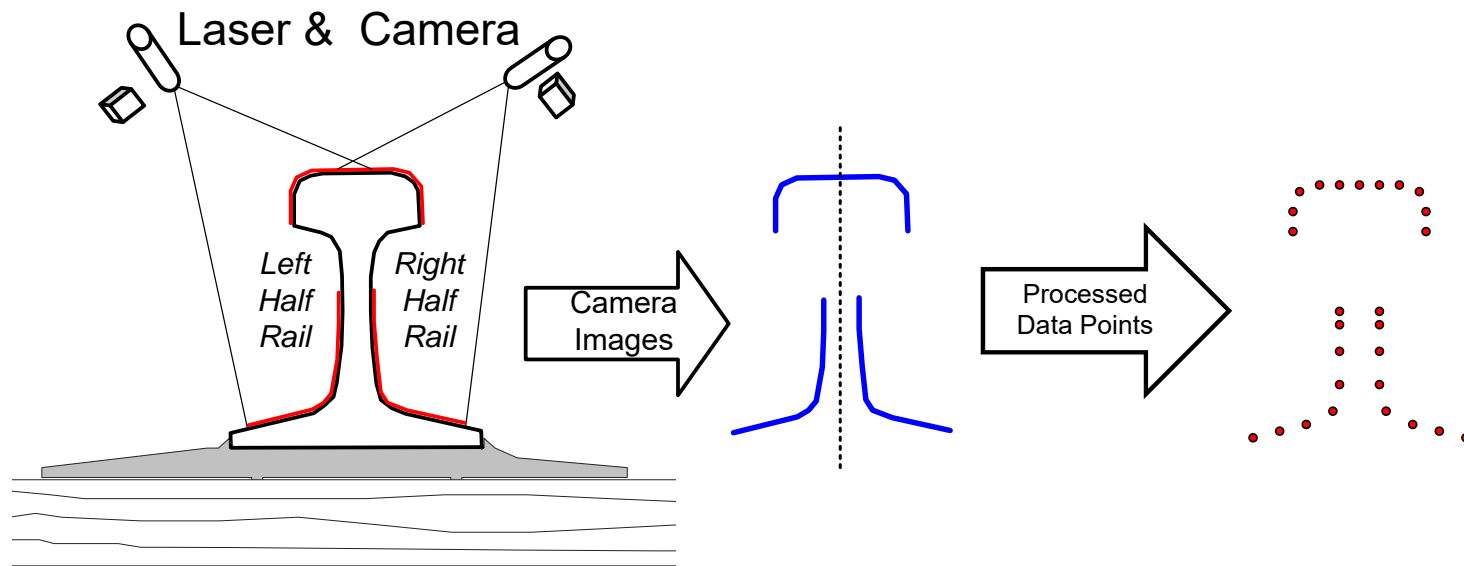 Laser & Camera
Left
Half
Rail
Right
Half
Rail
Camera
Images
Processed
Data Points